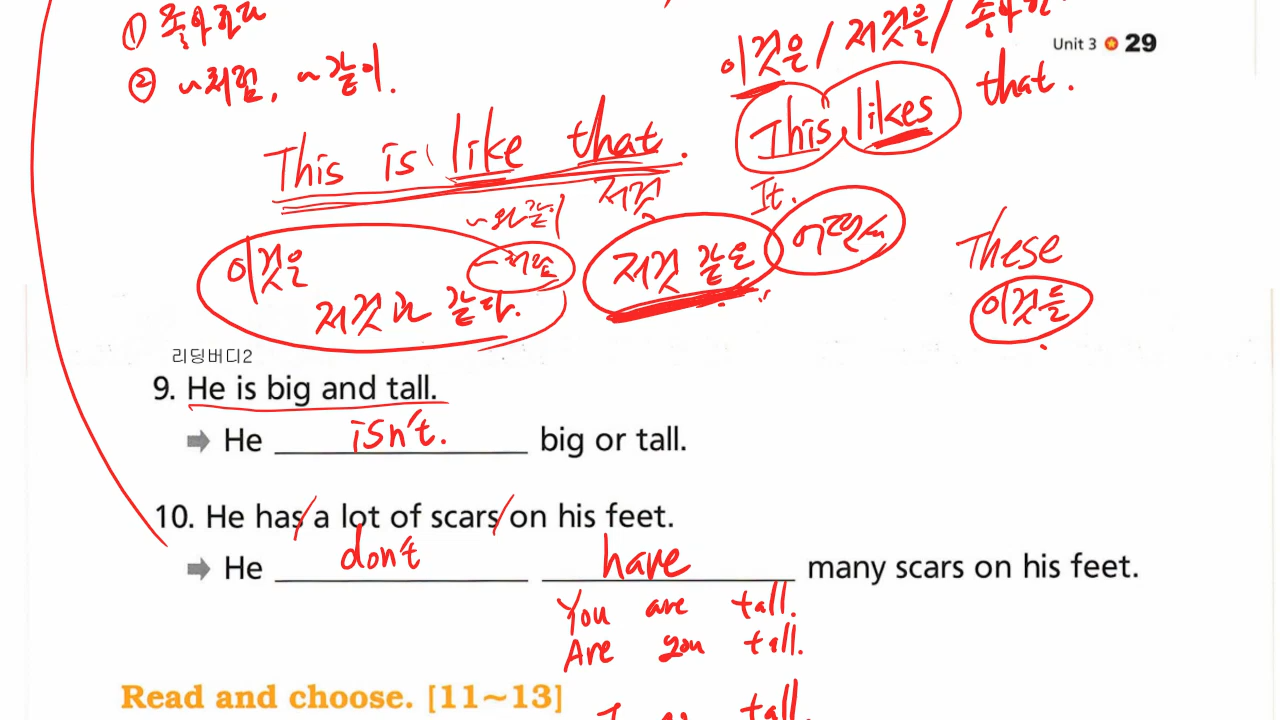 ① 좋아한다
② ~처럼, ~같이.
이것은 / 저것을 /
Unit 3 29
This is like that.
This likes that.
저것
It.
~와 같이
이것은
~처럼
저것과 같다.
저것 같은
These
이것들
리딩버디2
9. He is big and tall.
He isn't. big or tall.
10. He has/a lot of scars/on his feet.
He don't have many scars on his feet.
You are tall.
Are you tall.
Read and choose. [11~13]
tall.